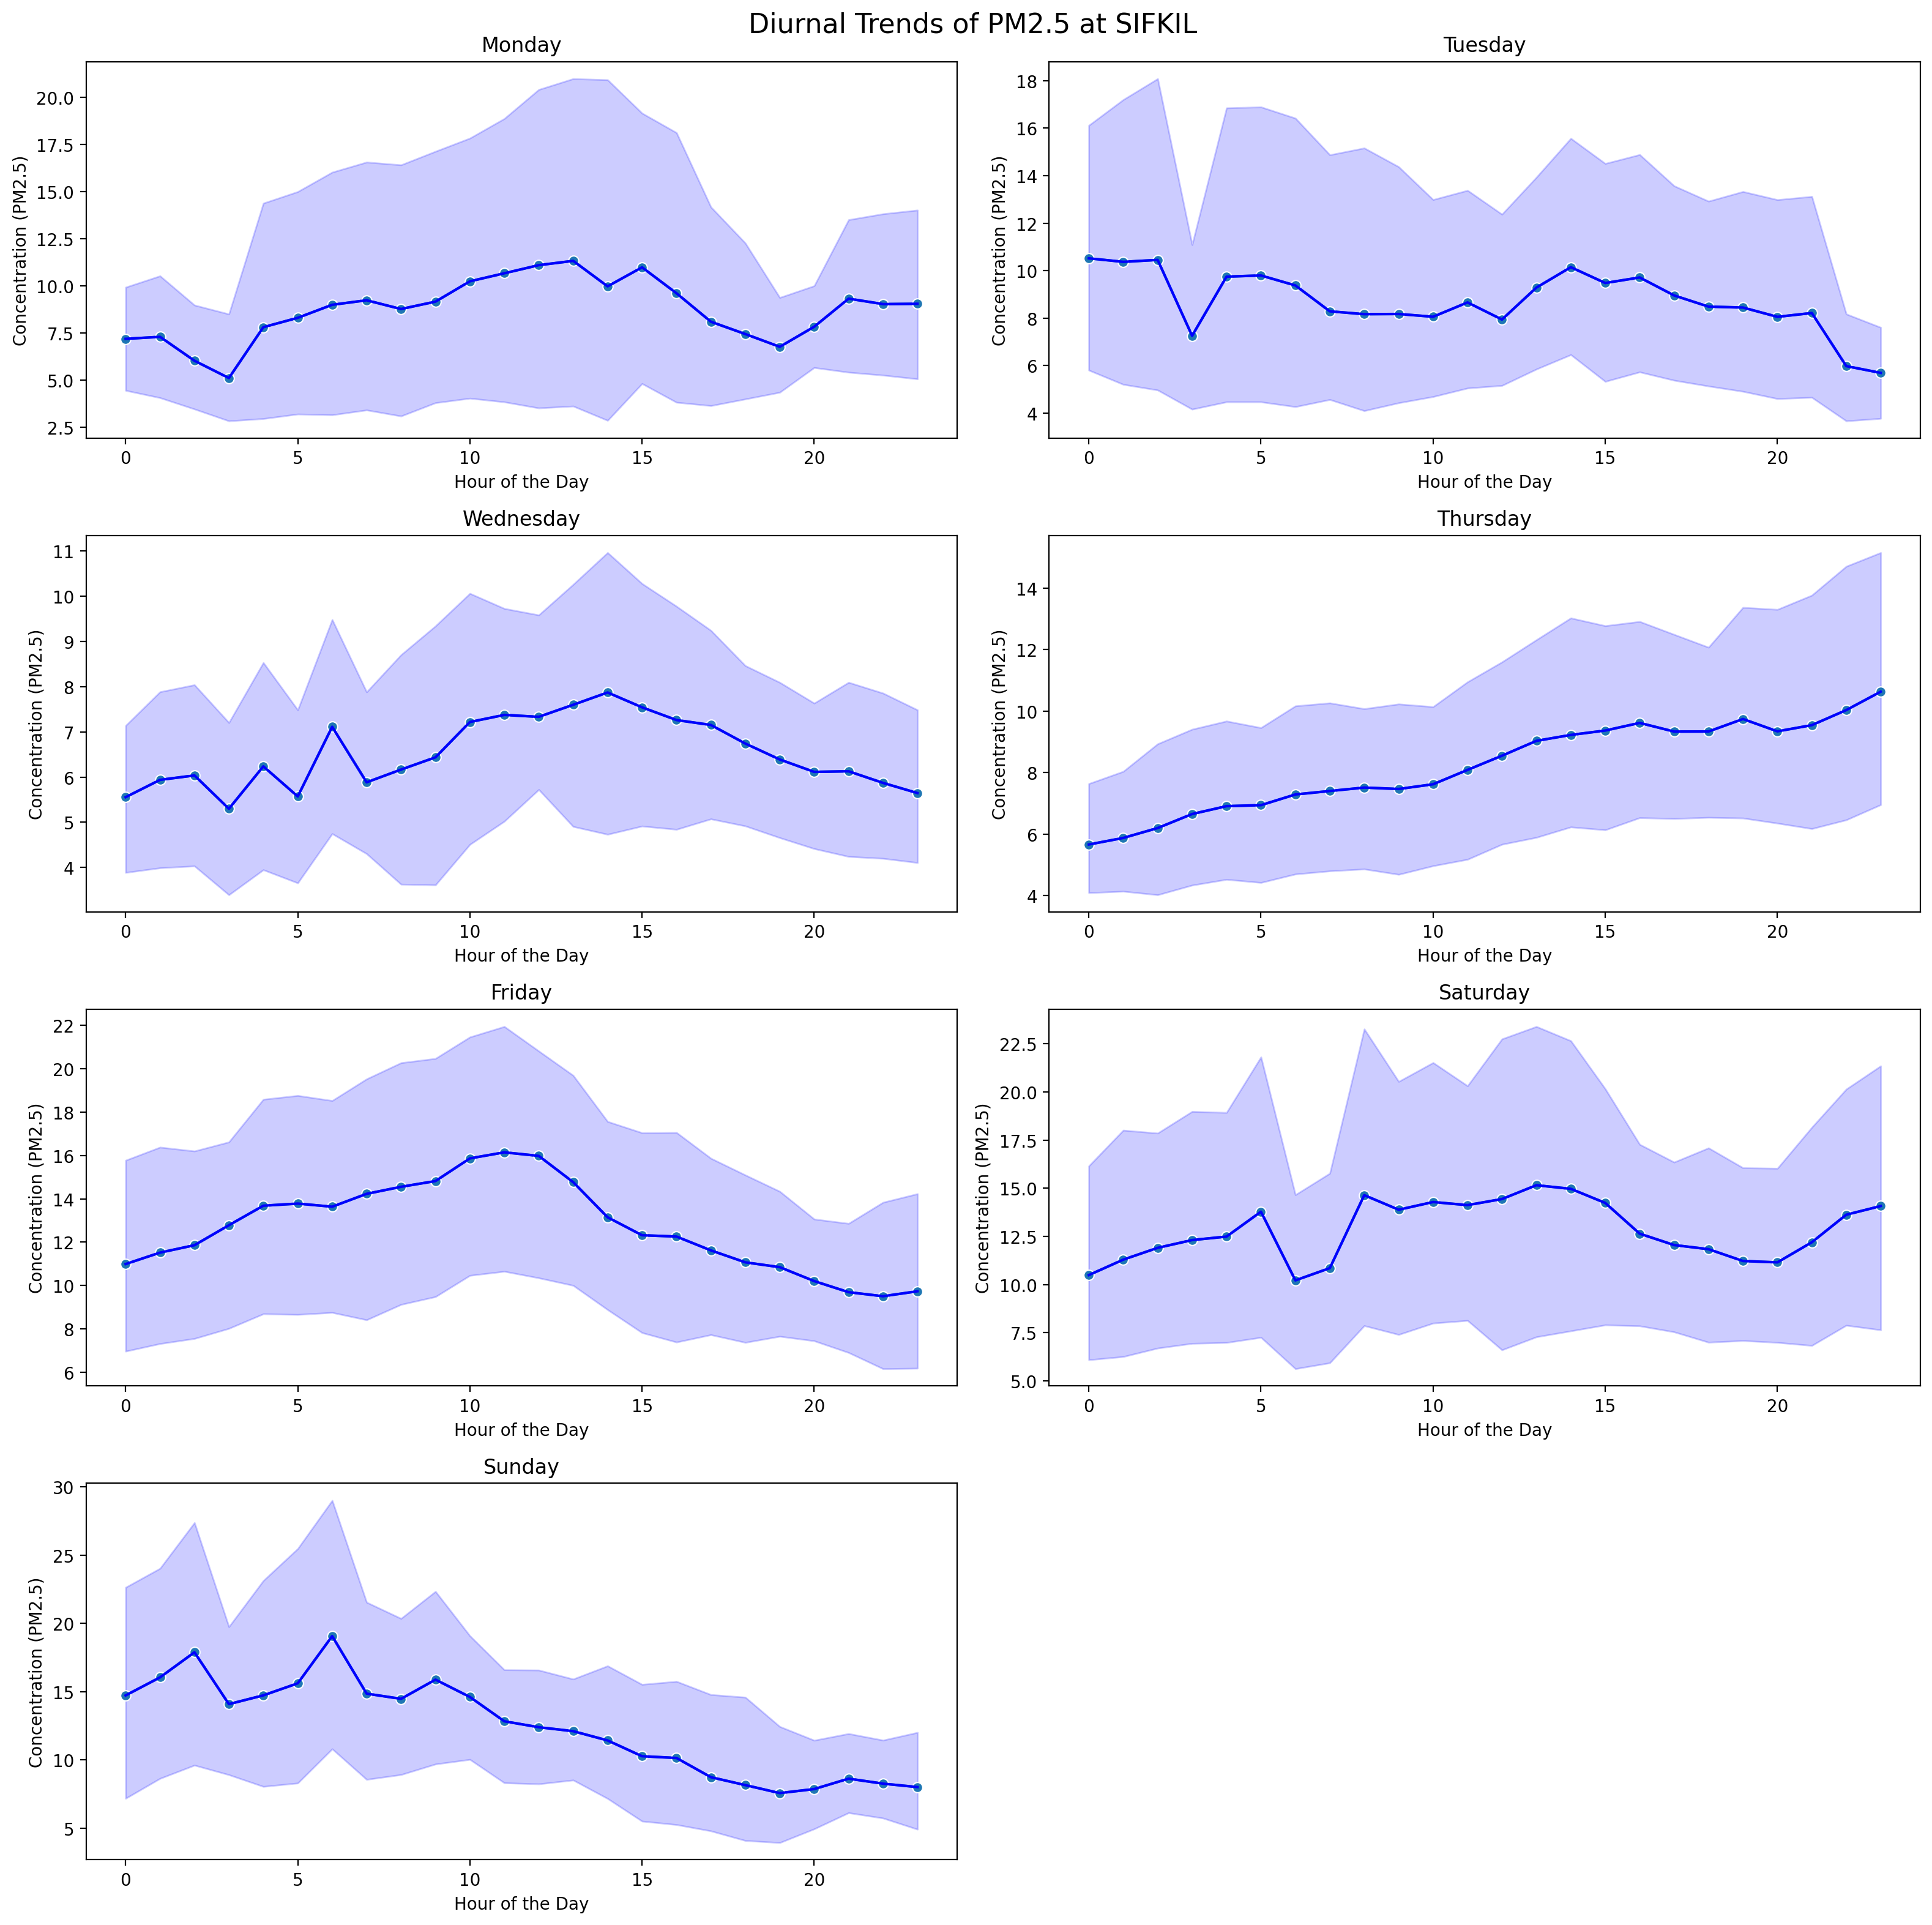 Diurnal Trends of PM2.5 at SIFKIL
Monday
Concentration (PM2.5)
20.0
17.5
15.0
12.5
10.0
7.5
5.0
2.5
0 5 10 15 20
Hour of the Day
Tuesday
Concentration (PM2.5)
18
16
14
12
10
8
6
4
0 5 10 15 20
Hour of the Day
Wednesday
Concentration (PM2.5)
11
10
9
8
7
6
5
4
0 5 10 15 20
Hour of the Day
Thursday
Concentration (PM2.5)
14
12
10
8
6
4
0 5 10 15 20
Hour of the Day
Friday
Concentration (PM2.5)
22
20
18
16
14
12
10
8
6
0 5 10 15 20
Hour of the Day
Saturday
Concentration (PM2.5)
22.5
20.0
17.5
15.0
12.5
10.0
7.5
5.0
0 5 10 15 20
Hour of the Day
Sunday
Concentration (PM2.5)
30
25
20
15
10
5
0 5 10 15 20
Hour of the Day